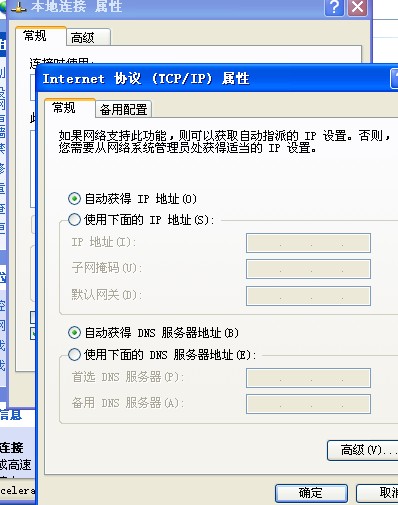 本地连接 属性
常规
高级
连接时使用:
Internet 协议 (TCP/IP) 属性
常规
备用配置
如果网络支持此功能,则可以获取自动指派的 IP 设置。否则,
您需要从网络系统管理员处获得适当的 IP 设置。
自动获得 IP 地址(O)
使用下面的 IP 地址(S):
IP 地址(I):
子网掩码(U):
默认网关(D):
自动获得 DNS 服务器地址(B)
使用下面的 DNS 服务器地址(E):
首选 DNS 服务器(P):
备用 DNS 服务器(A):
高级(V)...
信息
连接
或高速
celera
确定
取消